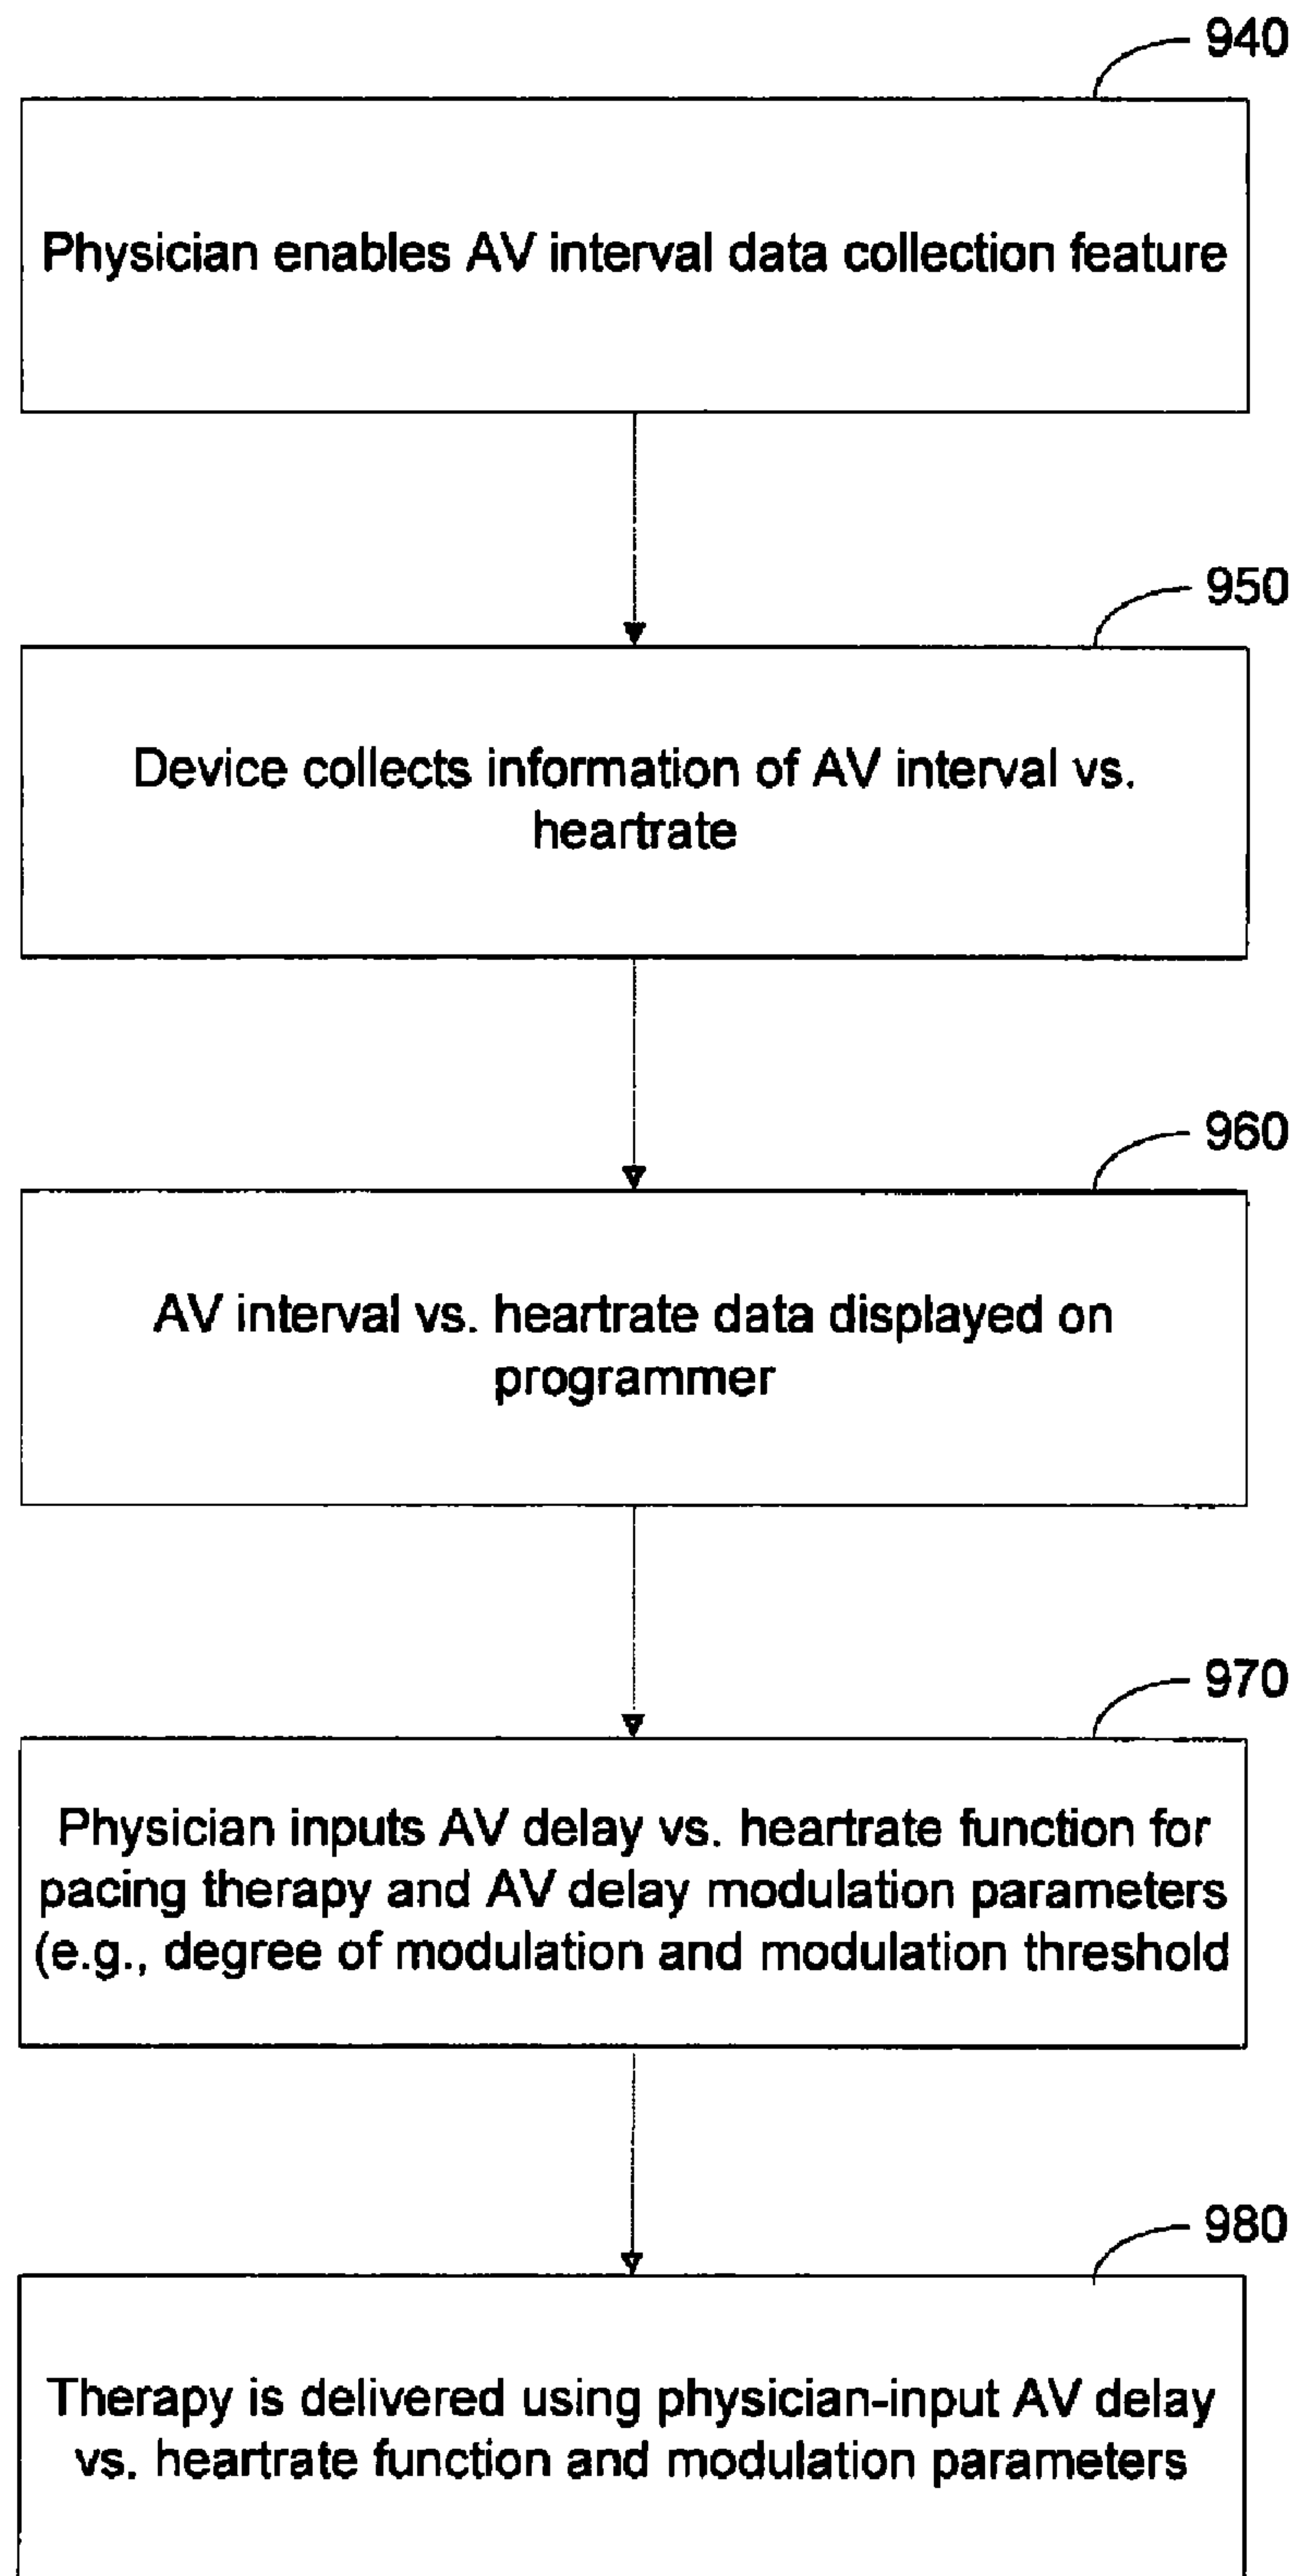 940
Physician enables AV interval data collection feature
950
Device collects information of AV interval vs.
heartrate
960
AV interval vs. heartrate data displayed on
programmer
970
Physician inputs AV delay vs. heartrate function for
pacing therapy and AV delay modulation parameters
(e.g., degree of modulation and modulation threshold
980
Therapy is delivered using physician-input AV delay
vs. heartrate function and modulation parameters